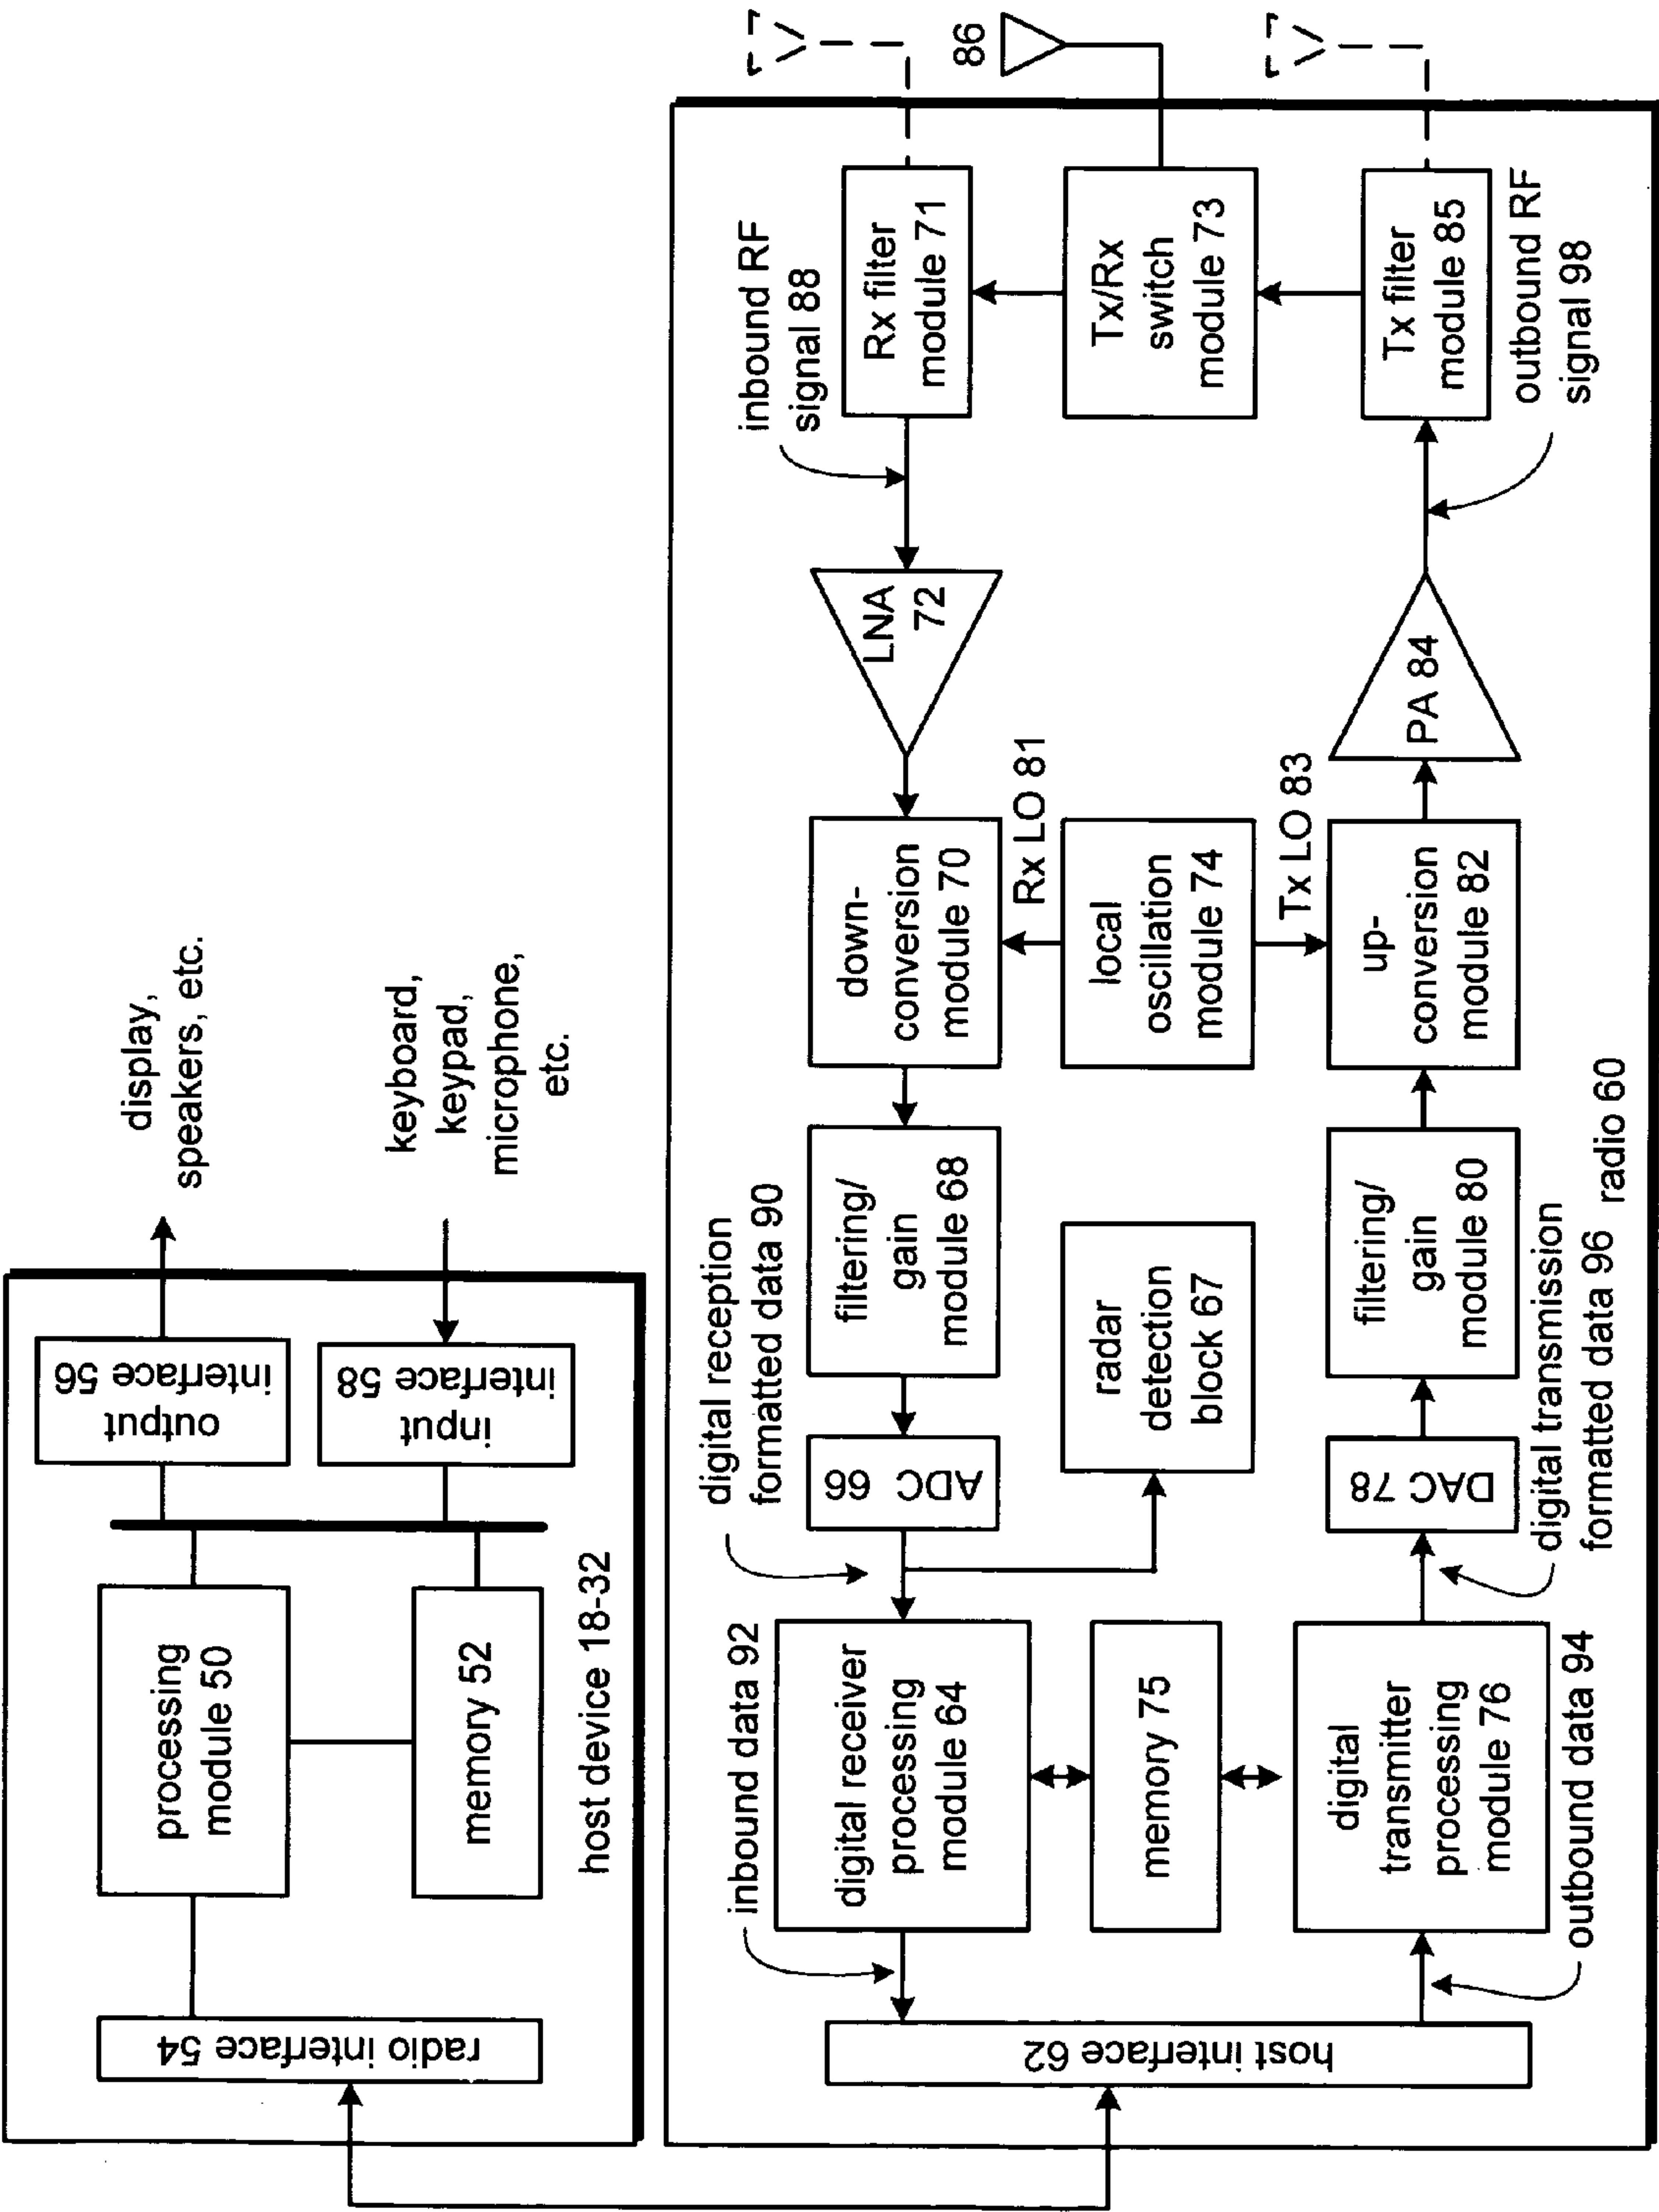 display,
speakers, etc.
keyboard,
keypad,
microphone,
etc.
output
interface 56
input
interface 58
processing
module 50
memory 52
radio interface 54
host device 18-32
86
inbound RF
signal 88
Rx filter
module 71
Tx/Rx
switch
module 73
Tx filter
module 85
outbound RF
signal 98
LNA
72
PA 84
down-
conversion
module 70
Rx LO 81
local
oscillation
module 74
Tx LO 83
up-
conversion
module 82
filtering/
gain
module 68
radar
detection
block 67
filtering/
gain
module 80
radio 60
digital reception
formatted data 90
ADC 66
DAC 78
digital transmission
formatted data 96
inbound data 92
digital receiver
processing
module 64
memory 75
digital
transmitter
processing
module 76
outbound data 94
host interface 62